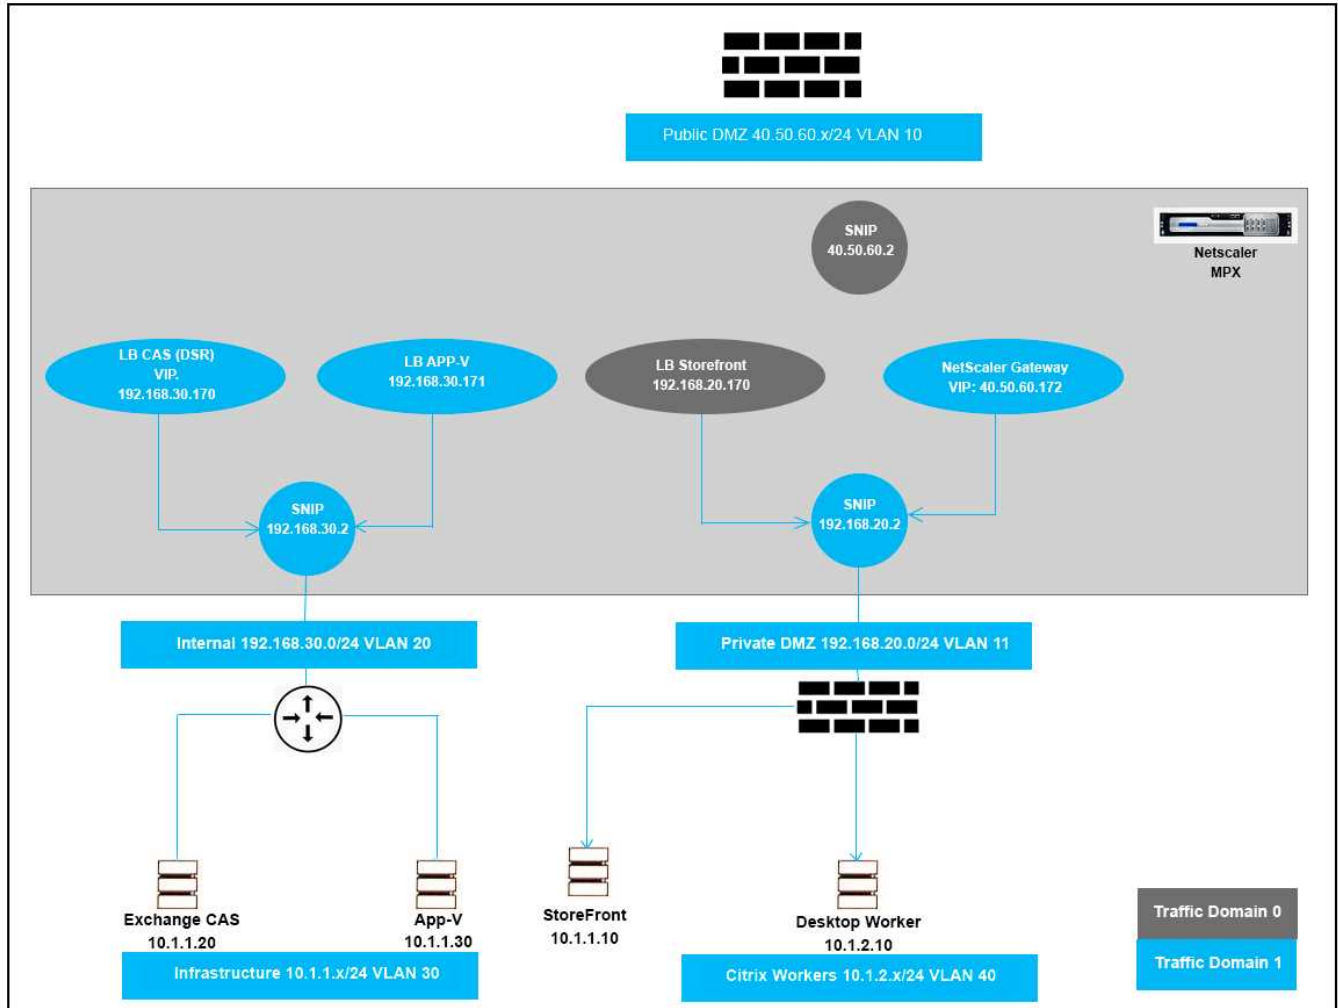 Public DMZ 40.50.60.x/24 VLAN 10
SNIP
40.50.60.2
Netscaler
MPX
LB CAS (DSR)
VIP.
192.168.30.170
LB APP-V
192.168.30.171
LB Storefront
192.168.20.170
NetScaler Gateway
VIP: 40.50.60.172
SNIP
192.168.30.2
SNIP
192.168.20.2
Internal 192.168.30.0/24 VLAN 20
Private DMZ 192.168.20.0/24 VLAN 11
Exchange CAS
10.1.1.20
App-V
10.1.1.30
StoreFront
10.1.1.10
Desktop Worker
10.1.2.10
Infrastructure 10.1.1.x/24 VLAN 30
Citrix Workers 10.1.2.x/24 VLAN 40
Traffic Domain 0
Traffic Domain 1